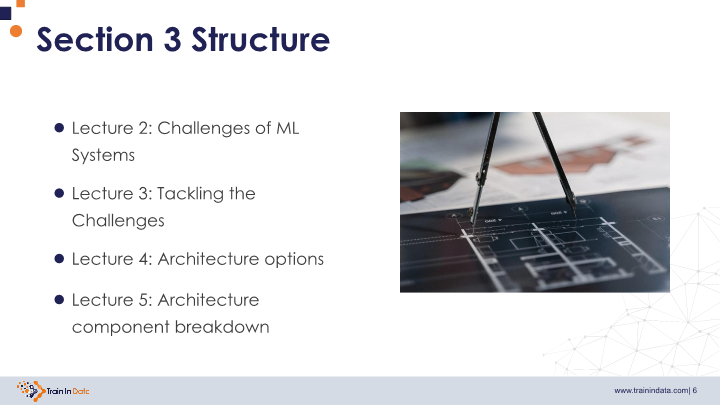 Section 3 Structure
Lecture 2: Challenges of ML
Systems
Lecture 3: Tackling the
Challenges
Lecture 4: Architecture options
Lecture 5: Architecture
component breakdown
Train In Data
www.trainindata.com| 6